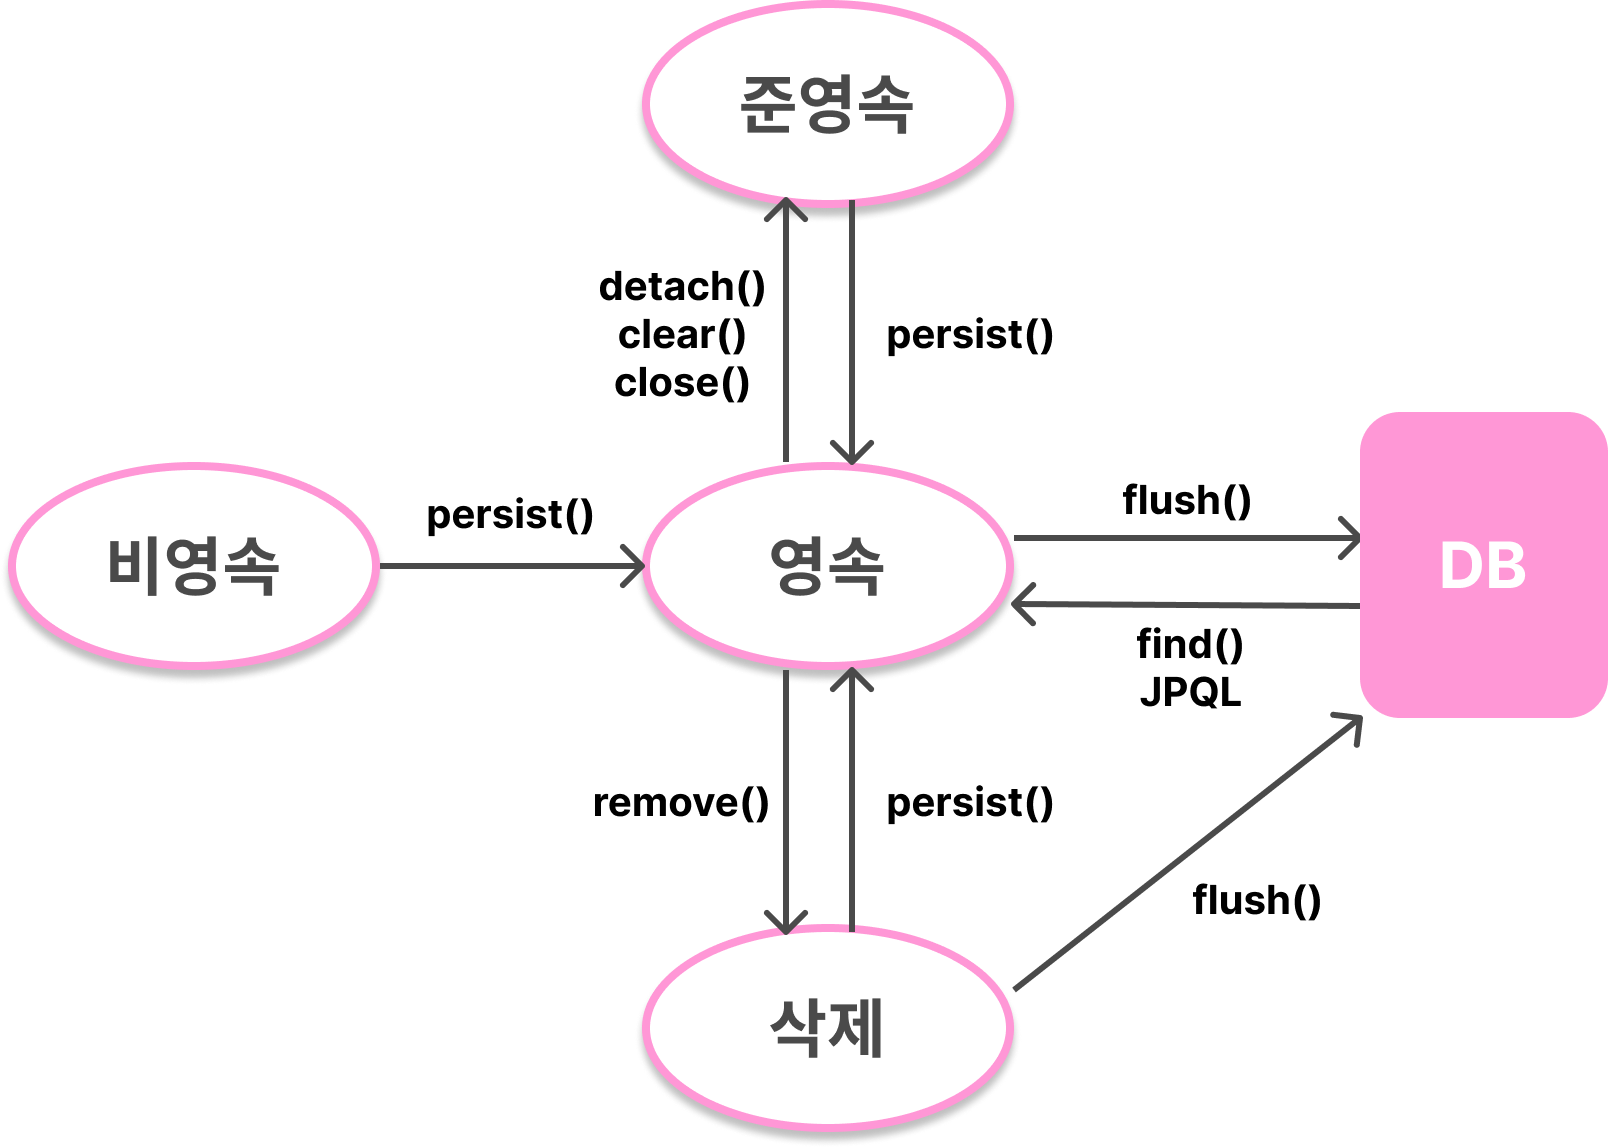 준영속
detach()
clear()
close()
persist()
비영속
persist()
영속
flush()
find()
JPQL
DB
remove()
persist()
flush()
삭제